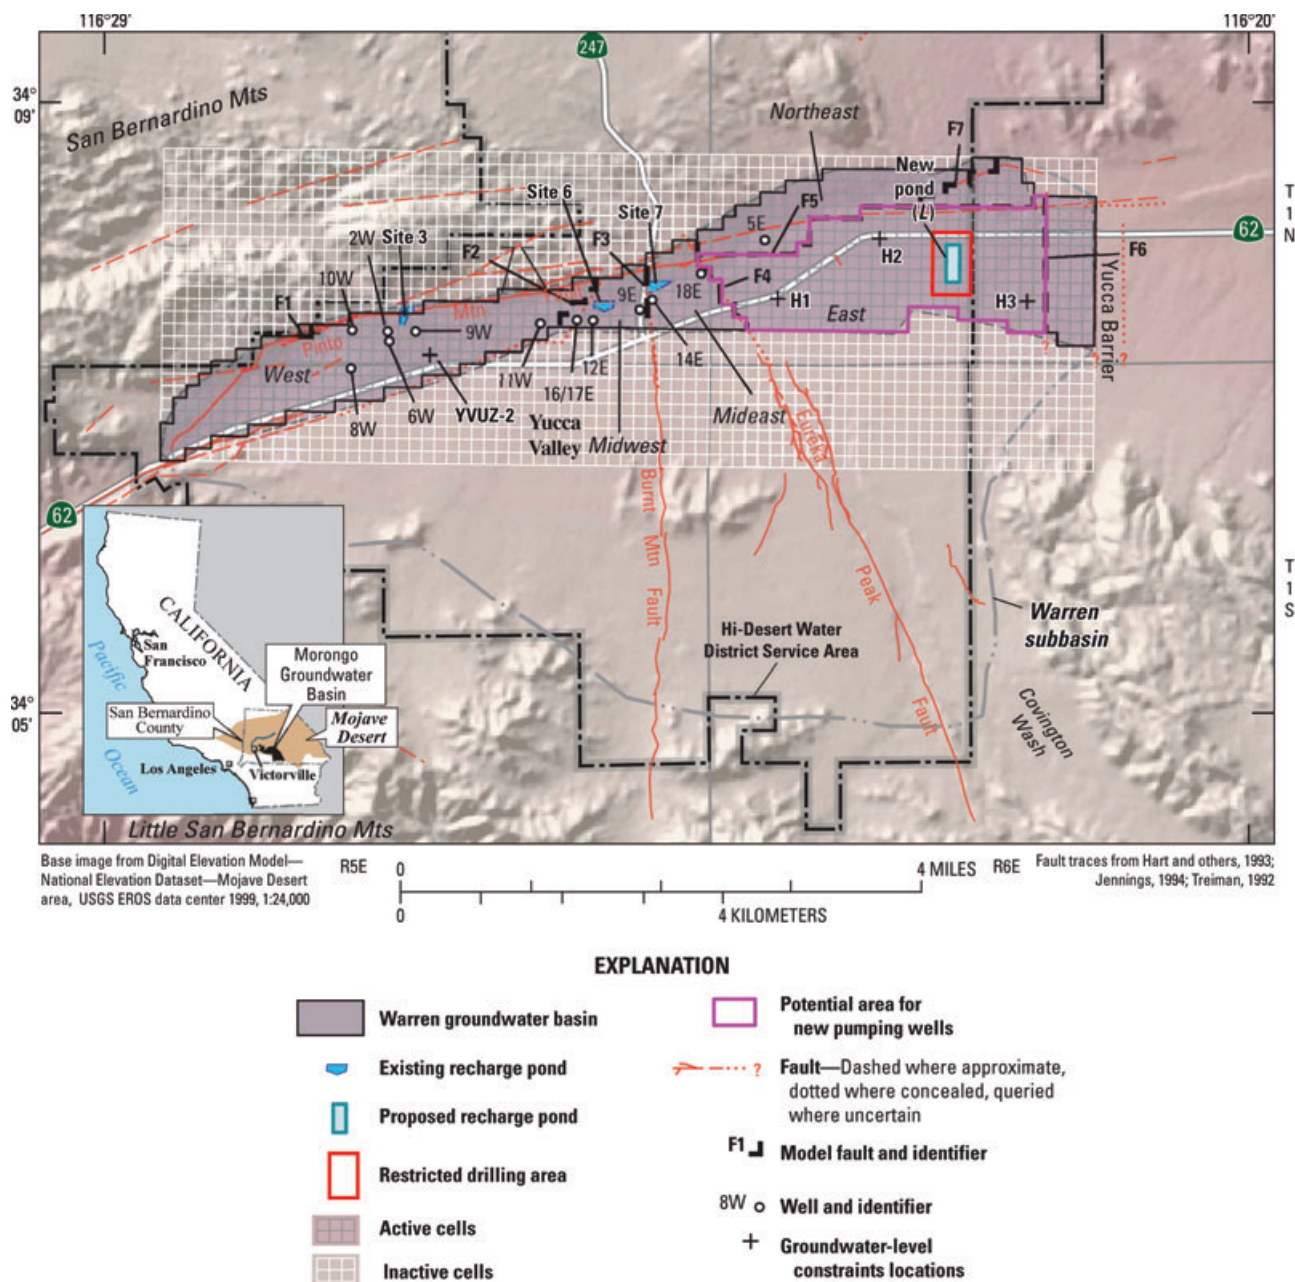 116°29'
116°20'
34°
09'
San Bernardino Mts
247
Northeast
F7
New
pond
(L)
Site 6
Site 7
F5
2W
Site 3
F3
5E
T
1
N
62
10W
F2
H2
F6
F1
9E
18E
F4
Mtn
H1
H3
East
Pinto
9W
14E
West
11W
12E
16/17E
8W
6W
YVUZ-2
Yucca
Valley
Midwest
Mideast
Yucca Barrier
? ?
?
Eureka
Peak
Fault
Burnt
Mtn
Fault
62
T
1
S
Warren
subbasin
Hi-Desert Water
District Service Area
Covington
Wash
34°
05'
CALIFORNIA
San
Francisco
Pacific
Ocean
Morongo
Groundwater
Basin
San Bernardino
County
Mojave
Desert
Los Angeles
Victorville
Little San Bernardino Mts
Base image from Digital Elevation Model—
National Elevation Dataset—Mojave Desert
area, USGS EROS data center 1999, 1:24,000
R5E
0
4 MILES
R6E
0
4 KILOMETERS
Fault traces from Hart and others, 1993;
Jennings, 1994; Treiman, 1992
EXPLANATION
Warren groundwater basin
Existing recharge pond
Proposed recharge pond
Restricted drilling area
Active cells
Inactive cells
Potential area for
new pumping wells
? Fault—Dashed where approximate,
dotted where concealed, queried
where uncertain
F1 Model fault and identifier
8W Well and identifier
Groundwater-level
constraints locations